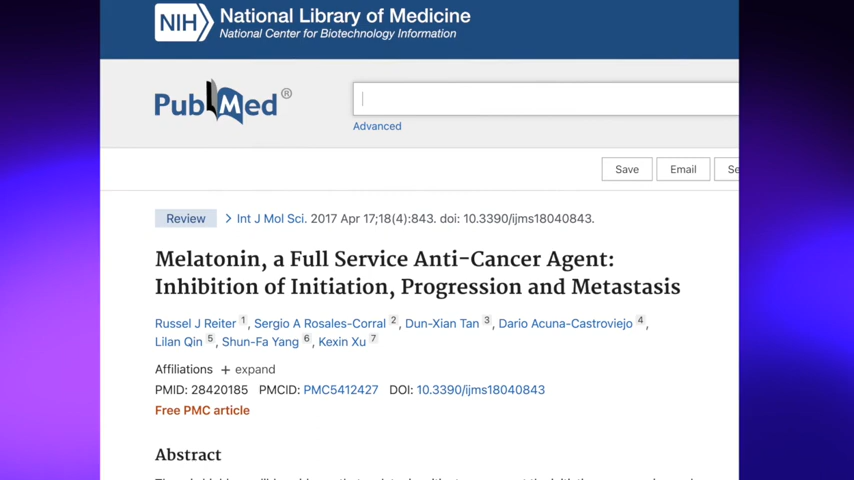 NIH National Library of Medicine
National Center for Biotechnology Information
PubMed®
Advanced
Save Email
Review > Int J Mol Sci. 2017 Apr 17;18(4):843. doi: 10.3390/ijms18040843.
Melatonin, a Full Service Anti-Cancer Agent:
Inhibition of Initiation, Progression and Metastasis
Russel J Reiter 1, Sergio A Rosales-Corral 2, Dun-Xian Tan 3, Dario Acuna-Castroviejo 4,
Lilan Qin 5, Shun-Fa Yang 6, Kexin Xu 7
Affiliations + expand
PMID: 28420185 PMCID: PMC5412427 DOI: 10.3390/ijms18040843
Free PMC article
Abstract